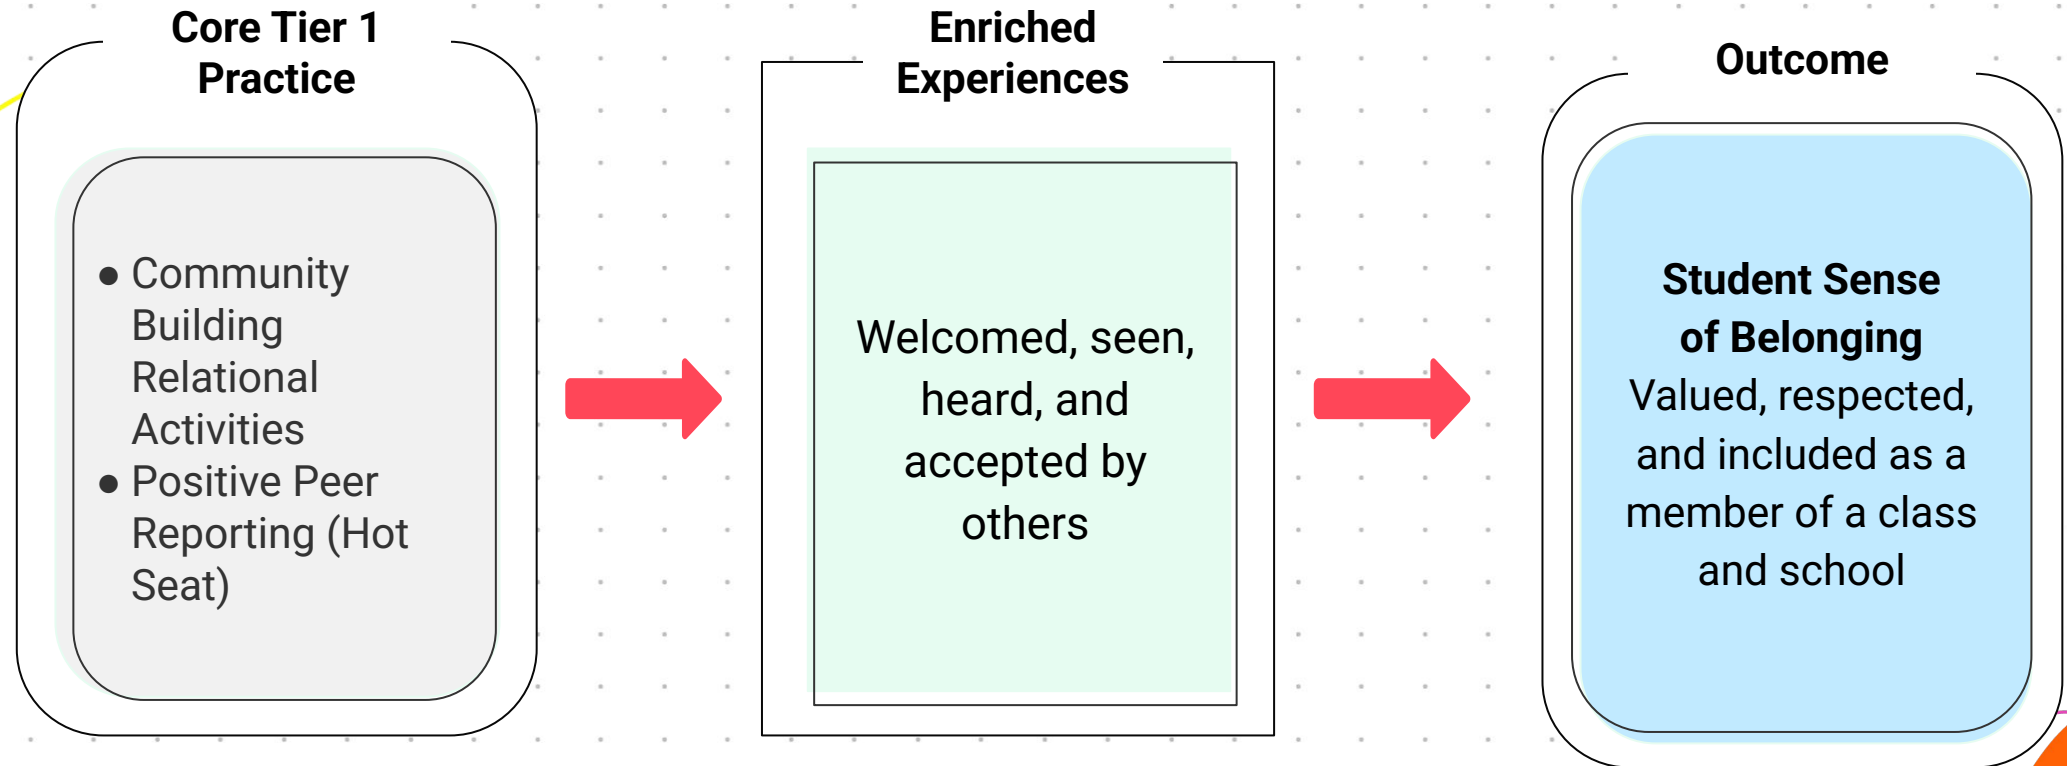 Core Tier 1
Practice
● Community
Building
Relational
Activities
● Positive Peer
Reporting (Hot
Seat)
Enriched
Experiences
Welcomed, seen,
heard, and
accepted by
others
Outcome
Student Sense
of Belonging
Valued, respected,
and included as a
member of a class
and school